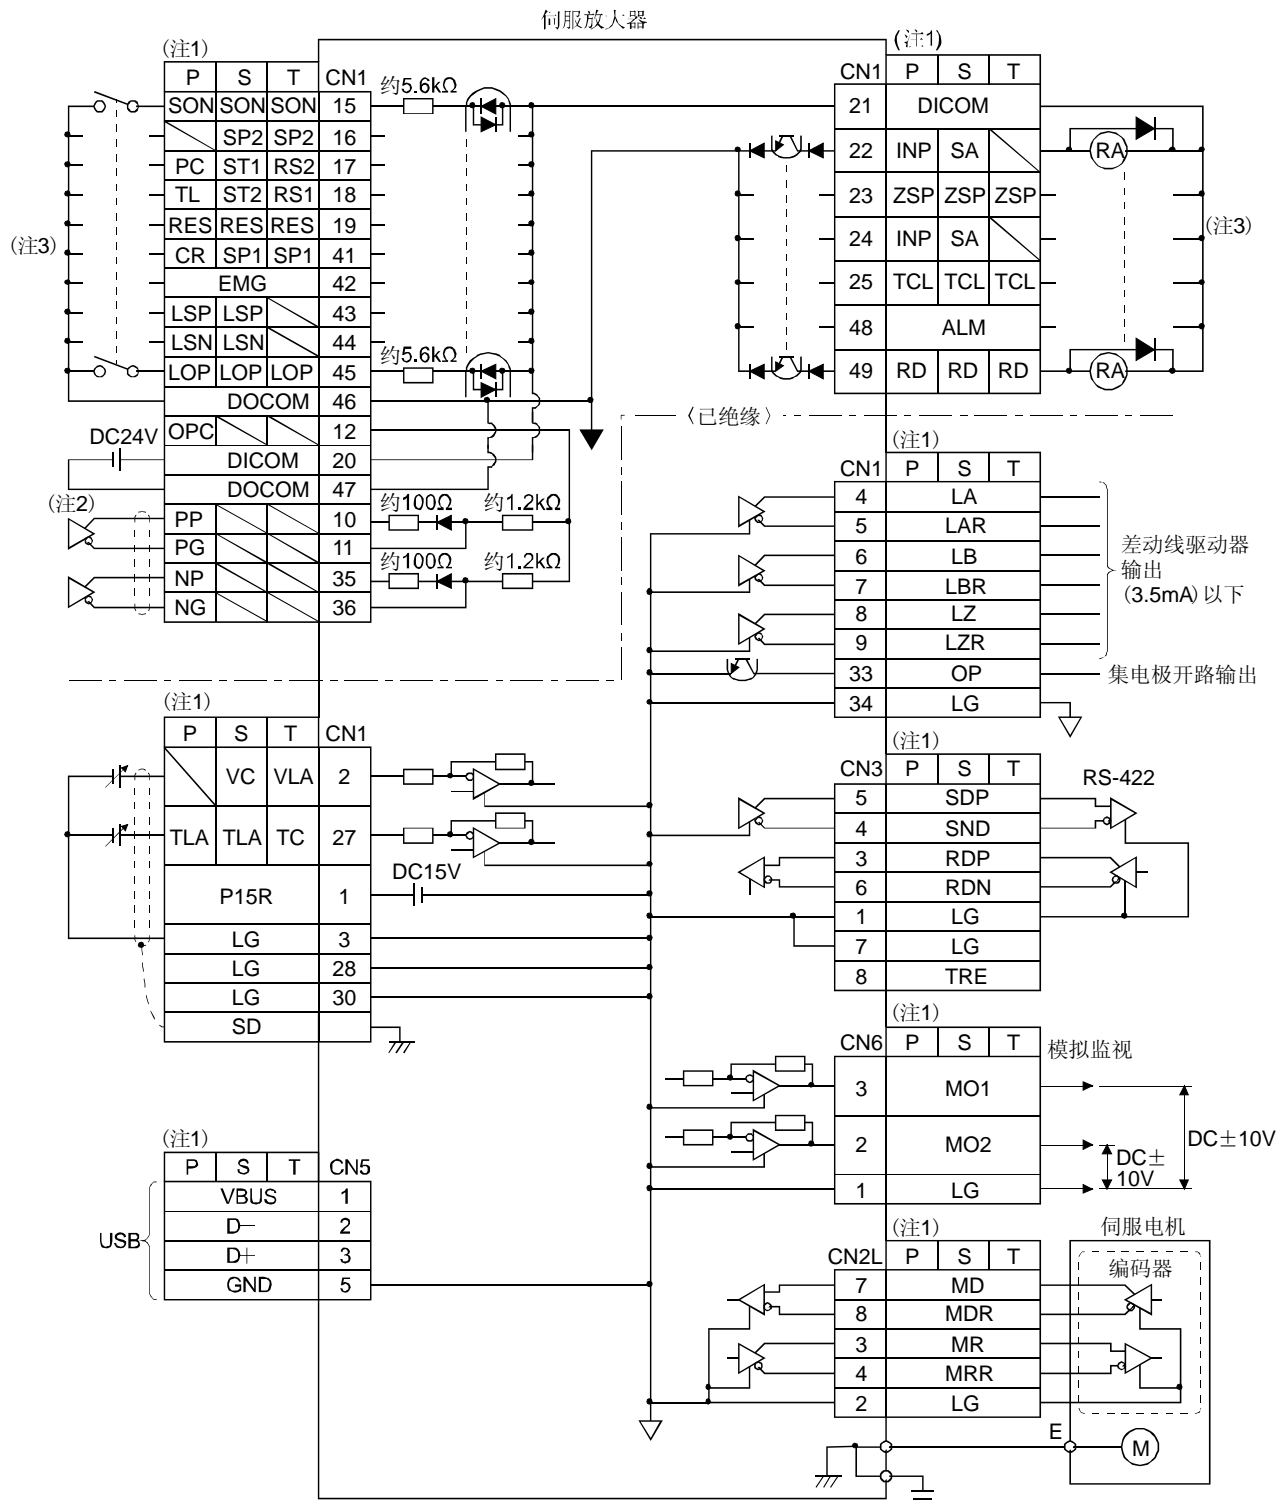 伺服放大器
(注1)
P S T CN1
SON SON SON 15 约5.6kΩ
SP2 SP2 16
PC ST1 RS2 17
TL ST2 RS1 18
RES RES RES 19
(注3)
CR SP1 SP1 41
EMG 42
LSP LSP 43
LSN LSN 44
LOP LOP LOP 45 约5.6kΩ
DOCOM 46
OPC 12
DC24V
DICOM 20
DOCOM 47
(注2)
PP 10 约100Ω 约1.2kΩ
PG 11
NP 35 约100Ω 约1.2kΩ
NG 36
(注1)
CN1 P S T
21 DICOM
22 INP SA RA
23 ZSP ZSP ZSP
24 INP SA
(注3)
25 TCL TCL TCL
48 ALM
49 RD RD RD RA
〈已绝缘〉
(注1)
CN1 P S T
4 LA
5 LAR
6 LB
7 LBR
8 LZ
9 LZR
差动线驱动器
输出
(3.5mA)以下
33 OP 集电极开路输出
34 LG
(注1)
P S T CN1
VC VLA 2
TLA TLA TC 27
P15R 1 DC15V
LG 3
LG 28
LG 30
SD
(注1)
CN3 P S T
RS-422
5 SDP
4 SND
3 RDP
6 RDN
1 LG
7 LG
8 TRE
(注1)
CN6 P S T 模拟监视
3 MO1
2 MO2
1 LG
DC±10V
DC±
10V
(注1)
P S T CN5
USB
VBUS 1
D− 2
D+ 3
GND 5
(注1)
伺服电机
CN2L P S T
编码器
7 MD
8 MDR
3 MR
4 MRR
2 LG
E
M